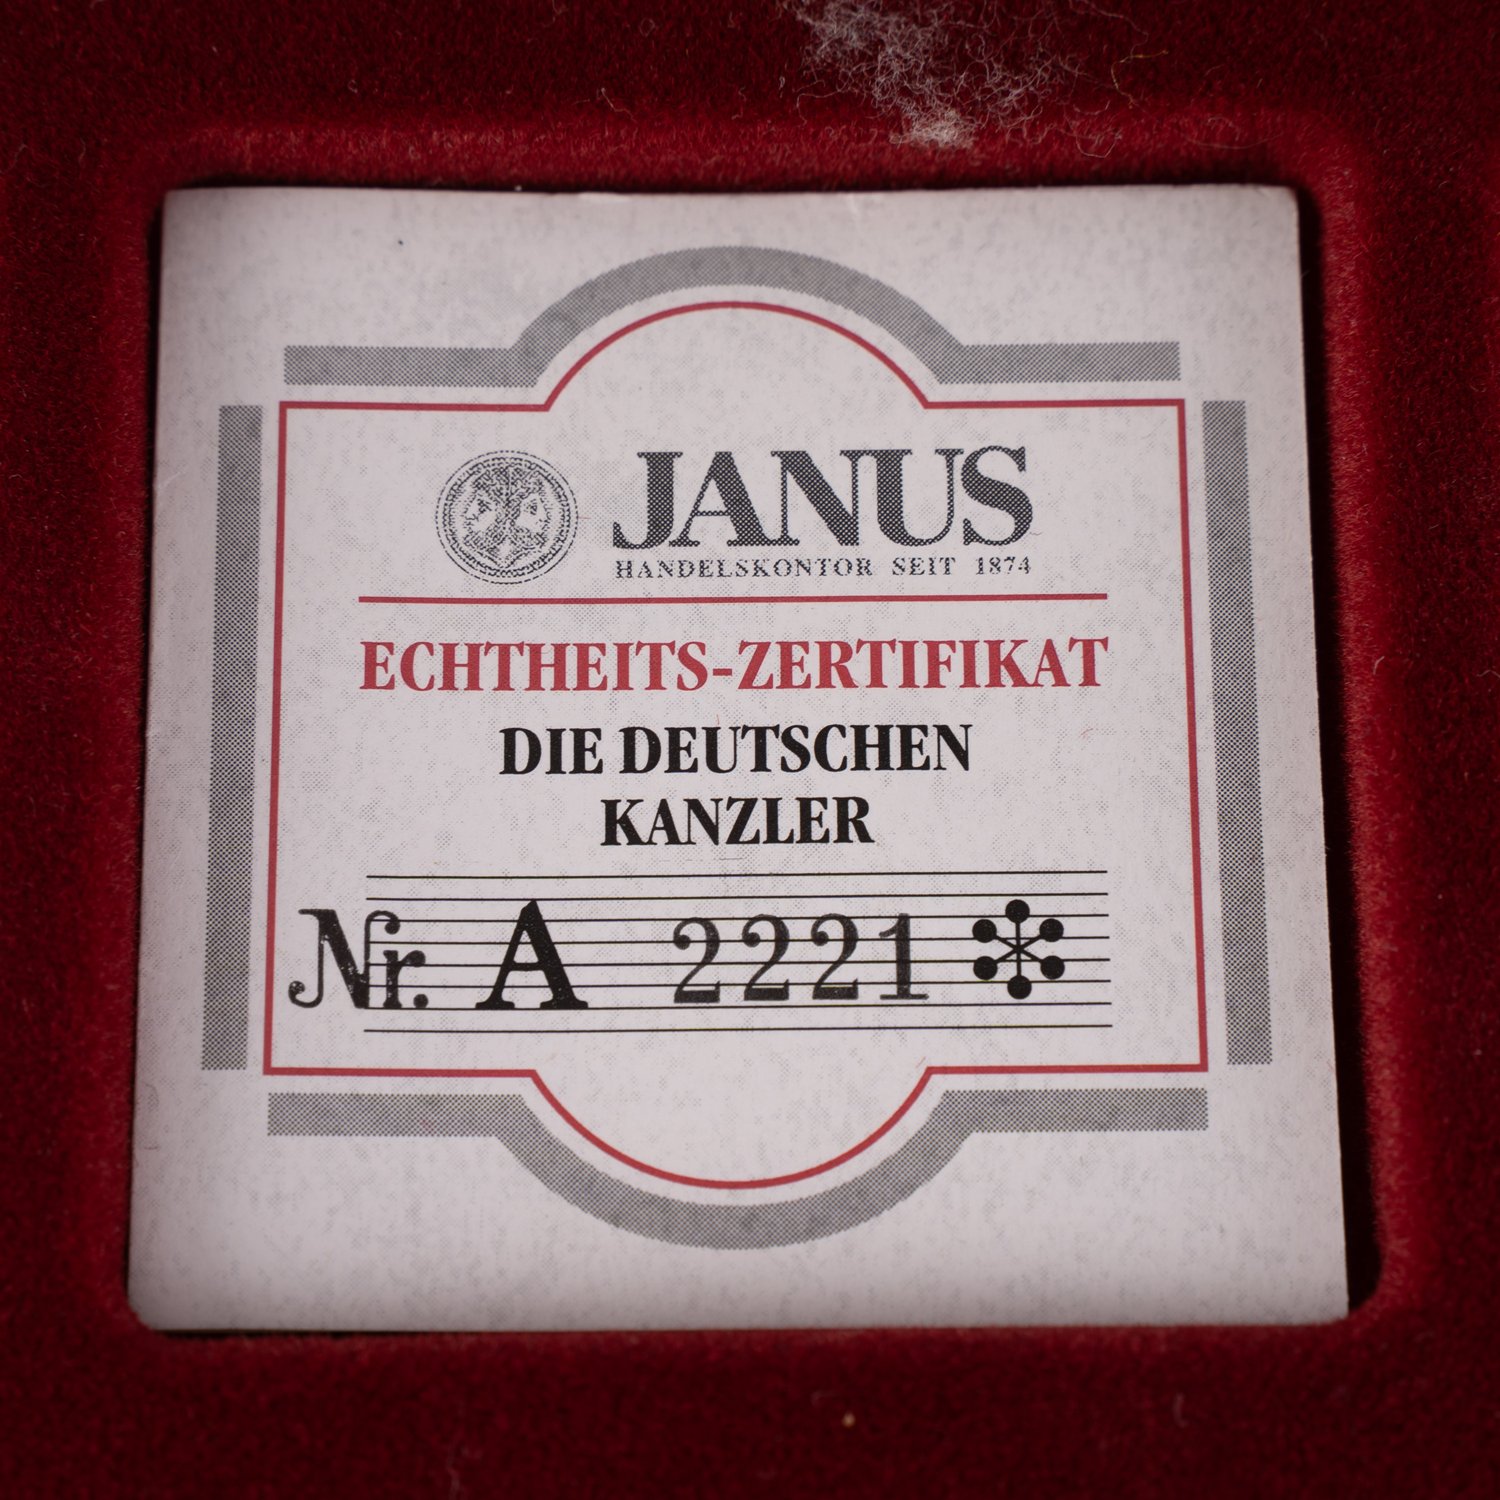 JANUS
HANDELSKONTOR SEIT 1874
ECHTHEITS-ZERTIFIKAT
DIE DEUTSCHEN
KANZLER
Nr. A 2221